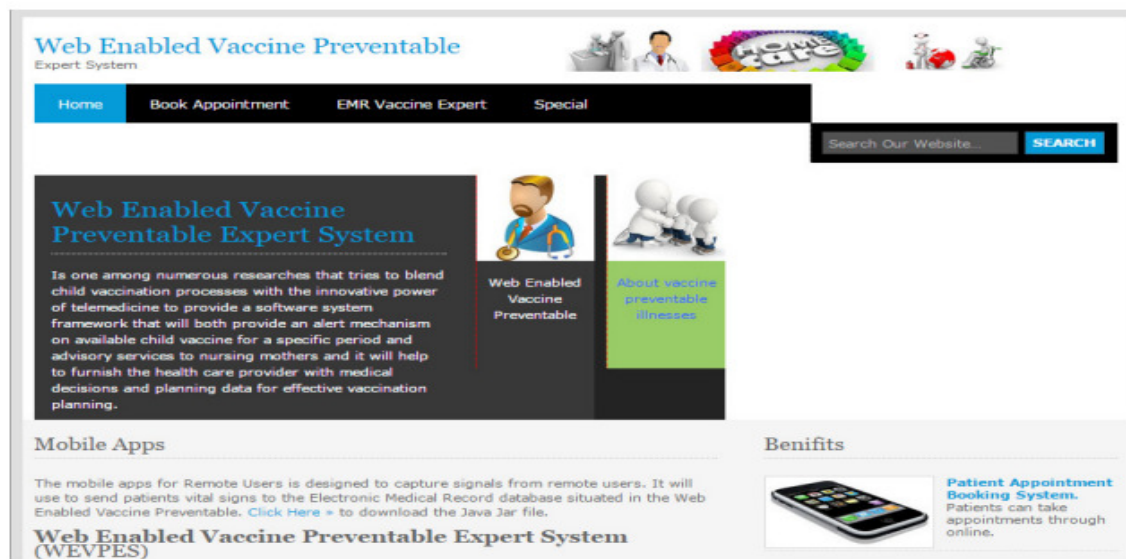 Web Enabled Vaccine Preventable
Expert System
HOME
care
Home
Book Appointment
EMR Vaccine Expert
Special
Search Our Website...
SEARCH
Web Enabled Vaccine
Preventable Expert System
Is one among numerous researches that tries to blend
child vaccination processes with the innovative power
of telemedicine to provide a software system
framework that will both provide an alert mechanism
on available child vaccine for a specific period and
advisory services to nursing mothers and it will help
to furnish the health care provider with medical
decisions and planning data for effective vaccination
planning.
Web Enabled
Vaccine
Preventable
About vaccine
preventable
illnesses
Mobile Apps
The mobile apps for Remote Users is designed to capture signals from remote users. It will
use to send patients vital signs to the Electronic Medical Record database situated in the Web
Enabled Vaccine Preventable. Click Here » to download the Java Jar file.
Web Enabled Vaccine Preventable Expert System
(WEVPES)
Benifits
Patient Appointment
Booking System.
Patients can take
appointments through
online.